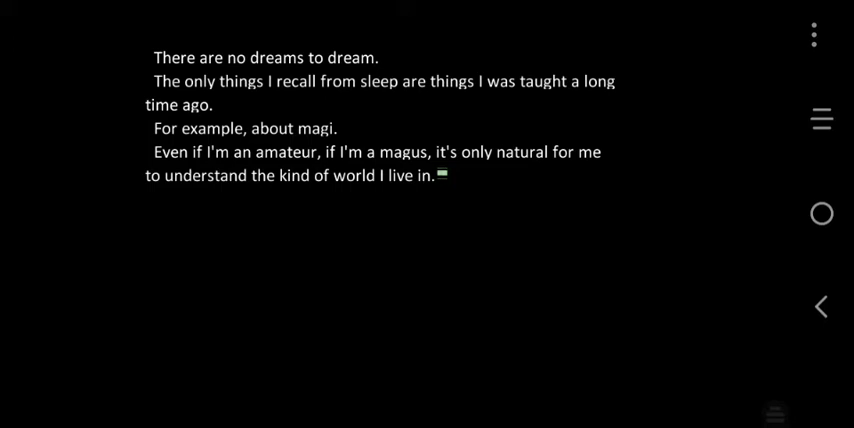 There are no dreams to dream.
The only things I recall from sleep are things I was taught a long
time ago.
For example, about magi.
Even if I'm an amateur, if I'm a magus, it's only natural for me
to understand the kind of world I live in.